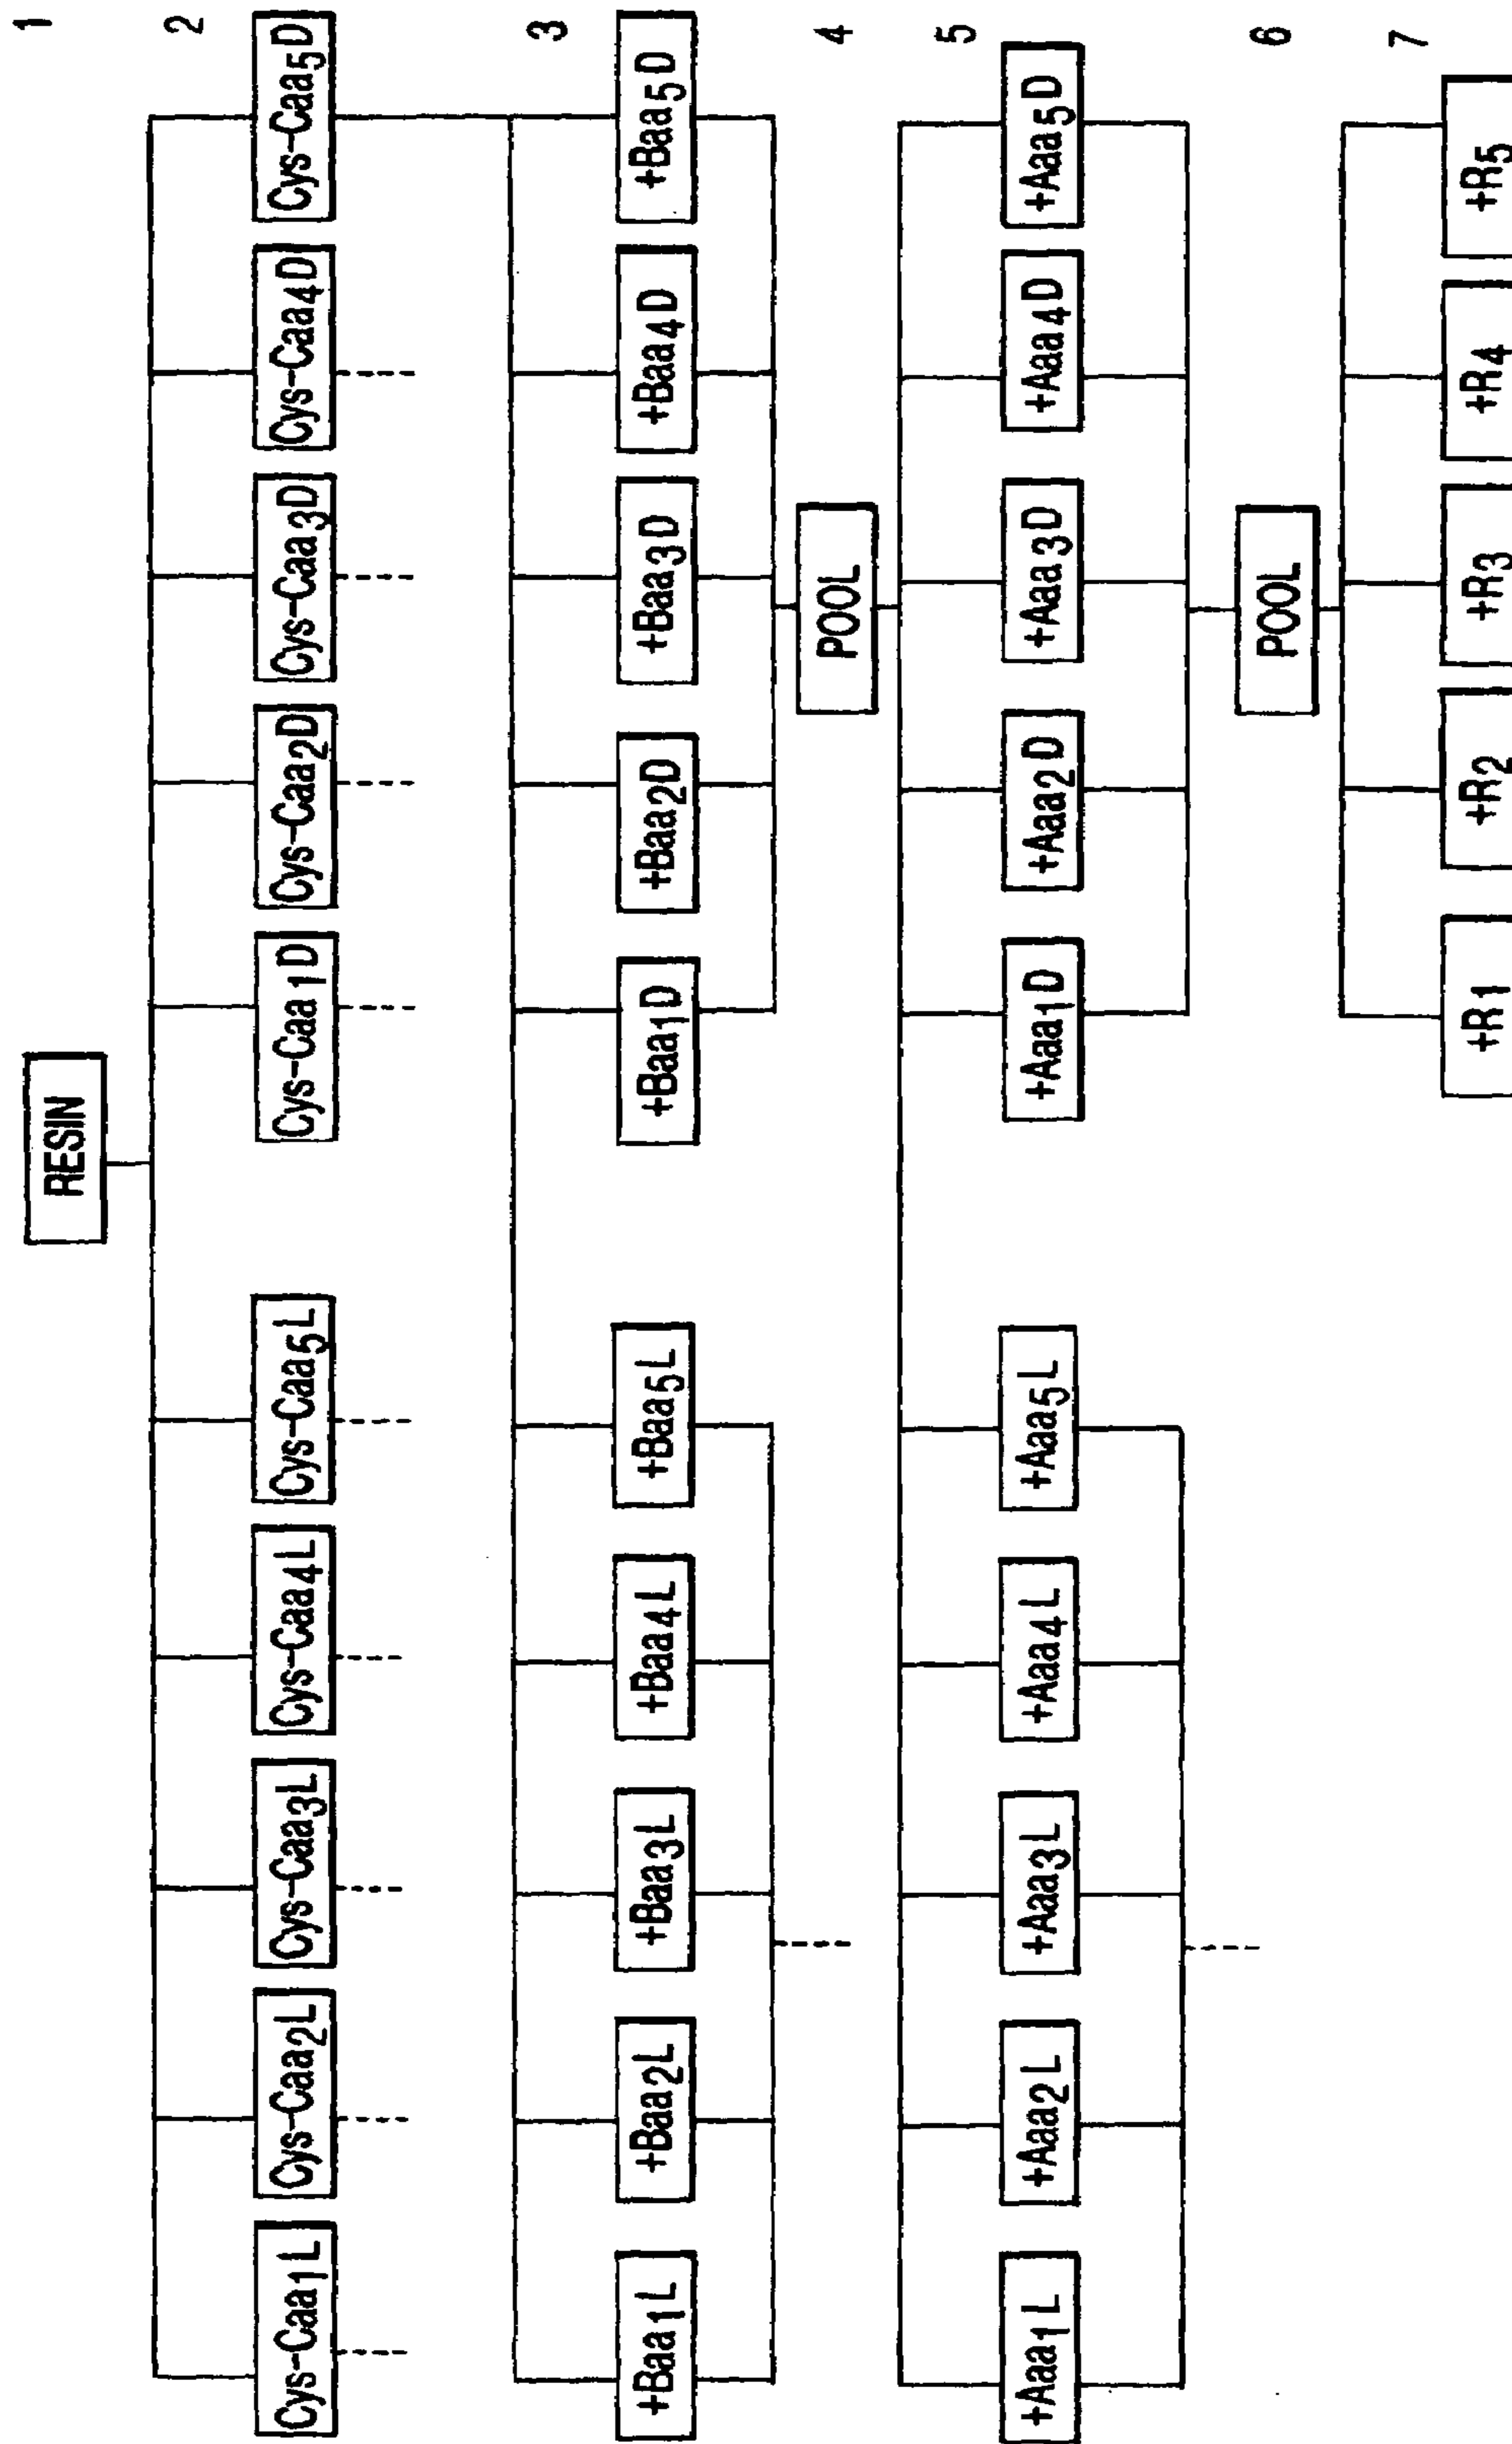 RESIN 1
Cys-Caa1L Cys-Caa2L Cys-Caa3L Cys-Caa4L Cys-Caa5L Cys-Caa1D Cys-Caa2D Cys-Caa3D Cys-Caa4D Cys-Caa5D 2
+Baa1L +Baa2L +Baa3L +Baa4L +Baa5L +Baa1D +Baa2D +Baa3D +Baa4D +Baa5D 3
POOL 4
+Aaa1L +Aaa2L +Aaa3L +Aaa4L +Aaa5L +Aaa1D +Aaa2D +Aaa3D +Aaa4D +Aaa5D 5
POOL 6
+R1 +R2 +R3 +R4 +R5 7